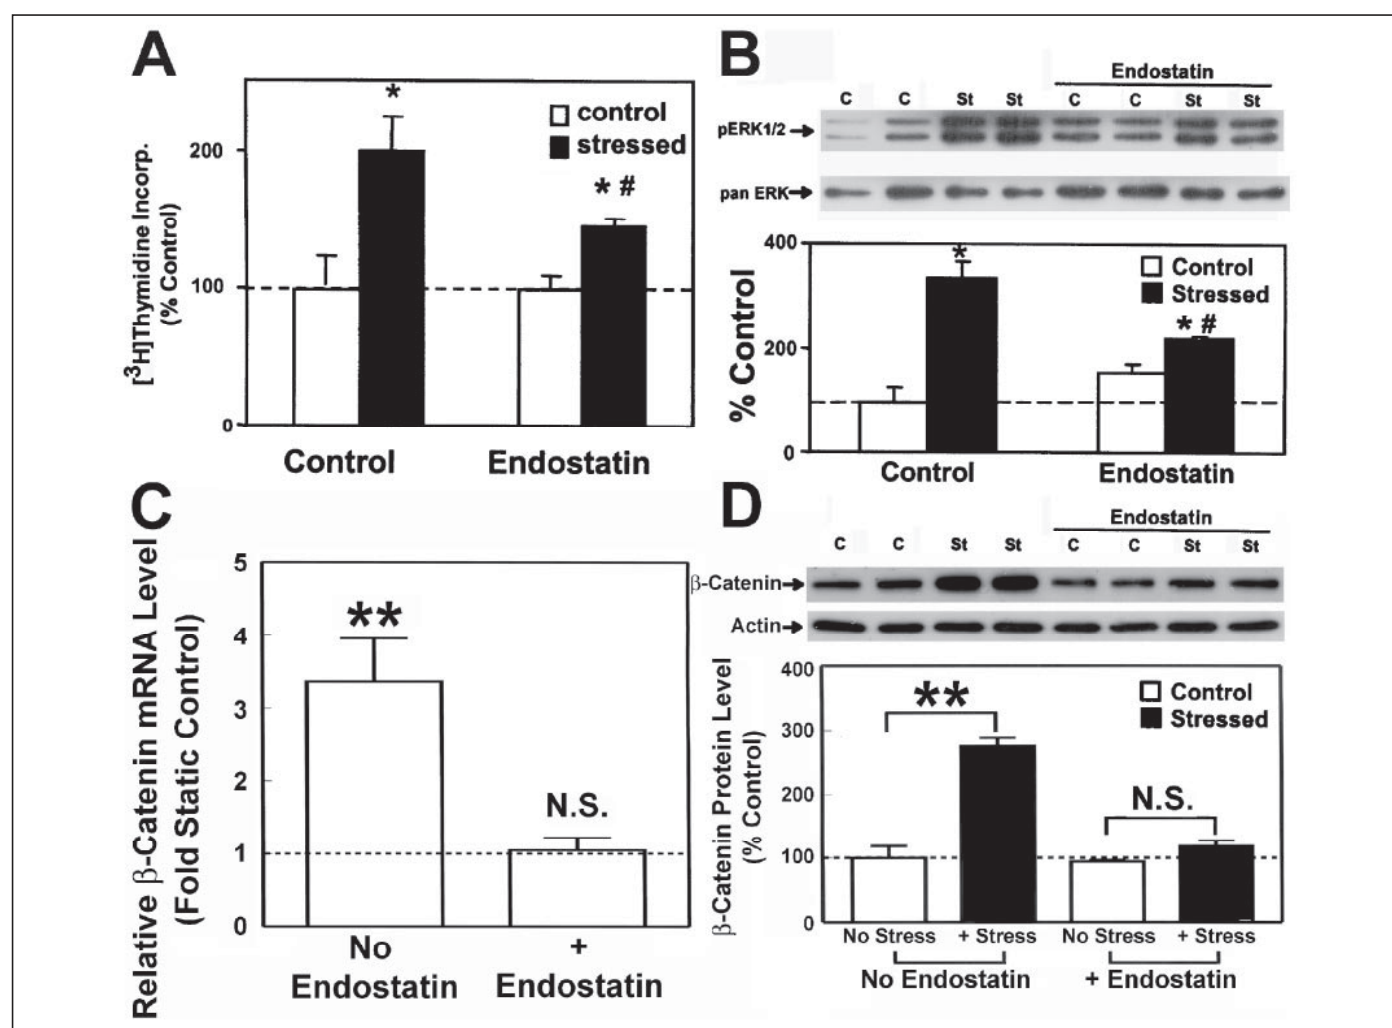 A
[³H]Thymidine Incorp.
(% Control)
200
100
0
*
* #
control
stressed
Control
Endostatin
B
Endostatin
C C St St C C St St
pERK1/2
pan ERK
% Control
400
200
0
*
* #
Control
Stressed
Control
Endostatin
C
Relative β-Catenin mRNA Level
(Fold Static Control)
5
4
3
2
1
0
**
N.S.
No
Endostatin
+
Endostatin
D
Endostatin
C C St St C C St St
β-Catenin
Actin
β-Catenin Protein Level
(% Control)
400
300
200
100
0
**
N.S.
Control
Stressed
No Stress + Stress No Stress + Stress
No Endostatin + Endostatin